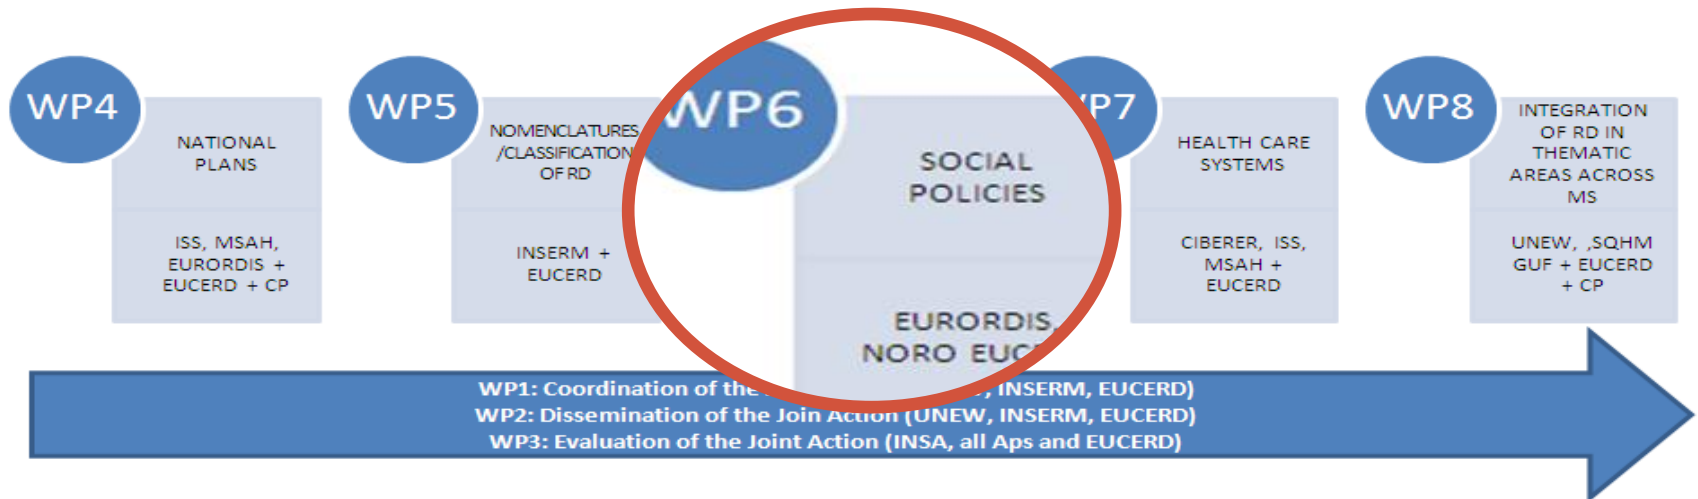 WP4
NATIONAL
PLANS
ISS, MSAH,
EURORDIS +
EUCERD + CP
WP5
NOMENCLATURES
/CLASSIFICATION
OF RD
INSERM +
EUCERD
WP6
SOCIAL
POLICIES
EURORDIS,
NORO
WP7
HEALTH CARE
SYSTEMS
CIBERER, ISS,
MSAH +
EUCERD
WP8
INTEGRATION
OF RD IN
THEMATIC
AREAS ACROSS
MS
UNEW, ,SQHM
GUF + EUCERD
+ CP
WP1: Coordination of the , INSERM, EUCERD)
WP2: Dissemination of the Join Action (UNEW, INSERM, EUCERD)
WP3: Evaluation of the Joint Action (INSA, all Aps and EUCERD)